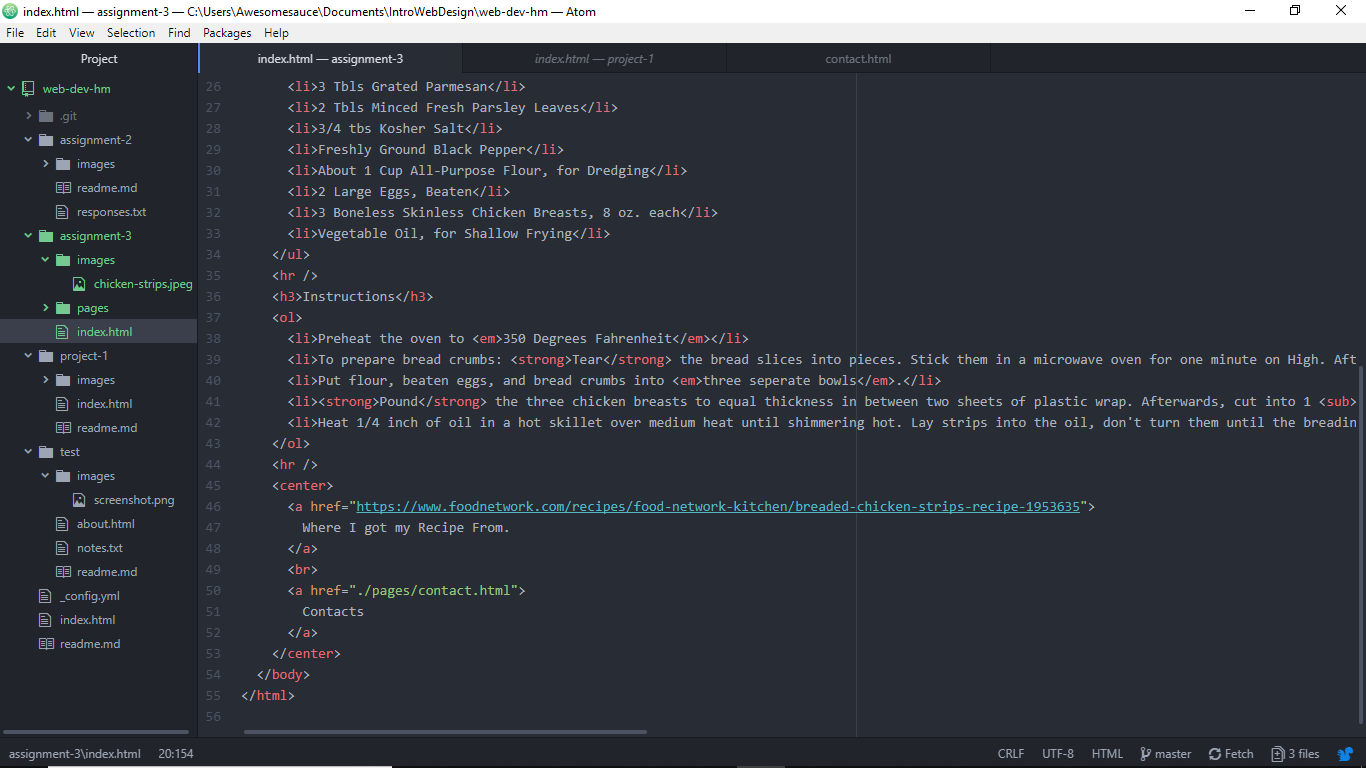 index.html — assignment-3 — C:\Users\Awesomesauce\Documents\IntroWebDesign\web-dev-hm — Atom
File Edit View Selection Find Packages Help
Project
web-dev-hm
.git
assignment-2
images
readme.md
responses.txt
assignment-3
images
chicken-strips.jpeg
pages
index.html
project-1
images
index.html
readme.md
test
images
screenshot.png
about.html
notes.txt
readme.md
_config.yml
index.html
readme.md
index.html — assignment-3 index.html — project-1 contact.html
26 <li>3 Tbls Grated Parmesan</li>
27 <li>2 Tbls Minced Fresh Parsley Leaves</li>
28 <li>3/4 tbs Kosher Salt</li>
29 <li>Freshly Ground Black Pepper</li>
30 <li>About 1 Cup All-Purpose Flour, for Dredging</li>
31 <li>2 Large Eggs, Beaten</li>
32 <li>3 Boneless Skinless Chicken Breasts, 8 oz. each</li>
33 <li>Vegetable Oil, for Shallow Frying</li>
34 </ul>
35 <hr />
36 <h3>Instructions</h3>
37 <ol>
38 <li>Preheat the oven to <em>350 Degrees Fahrenheit</em></li>
39 <li>To prepare bread crumbs: <strong>Tear</strong> the bread slices into pieces. Stick them in a microwave oven for one minute on High. Aft
40 <li>Put flour, beaten eggs, and bread crumbs into <em>three seperate bowls</em>.</li>
41 <li><strong>Pound</strong> the three chicken breasts to equal thickness in between two sheets of plastic wrap. Afterwards, cut into 1 <sub>
42 <li>Heat 1/4 inch of oil in a hot skillet over medium heat until shimmering hot. Lay strips into the oil, don't turn them until the breadin
43 </ol>
44 <hr />
45 <center>
46 <a href="https://www.foodnetwork.com/recipes/food-network-kitchen/breaded-chicken-strips-recipe-1953635">
47 Where I got my Recipe From.
48 </a>
49 <br>
50 <a href="./pages/contact.html">
51 Contacts
52 </a>
53 </center>
54 </body>
55 </html>
56
assignment-3\index.html 20:154 CRLF UTF-8 HTML master Fetch 3 files